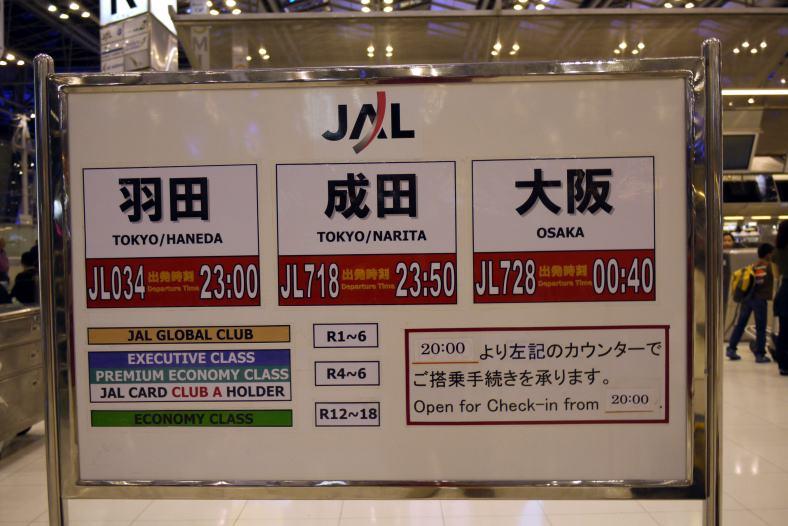 R
JAL
羽田
TOKYO/HANEDA
JL034 出発時刻 Departure Time 23:00
成田
TOKYO/NARITA
JL718 出発時刻 Departure Time 23:50
大阪
OSAKA
JL728 出発時刻 Departure Time 00:40
JAL GLOBAL CLUB
R1~6
EXECUTIVE CLASS
PREMIUM ECONOMY CLASS
JAL CARD CLUB A HOLDER
R4~6
ECONOMY CLASS
R12~18
20:00 より左記のカウンターで
ご搭乗手続きを承ります。
Open for Check-in from 20:00.